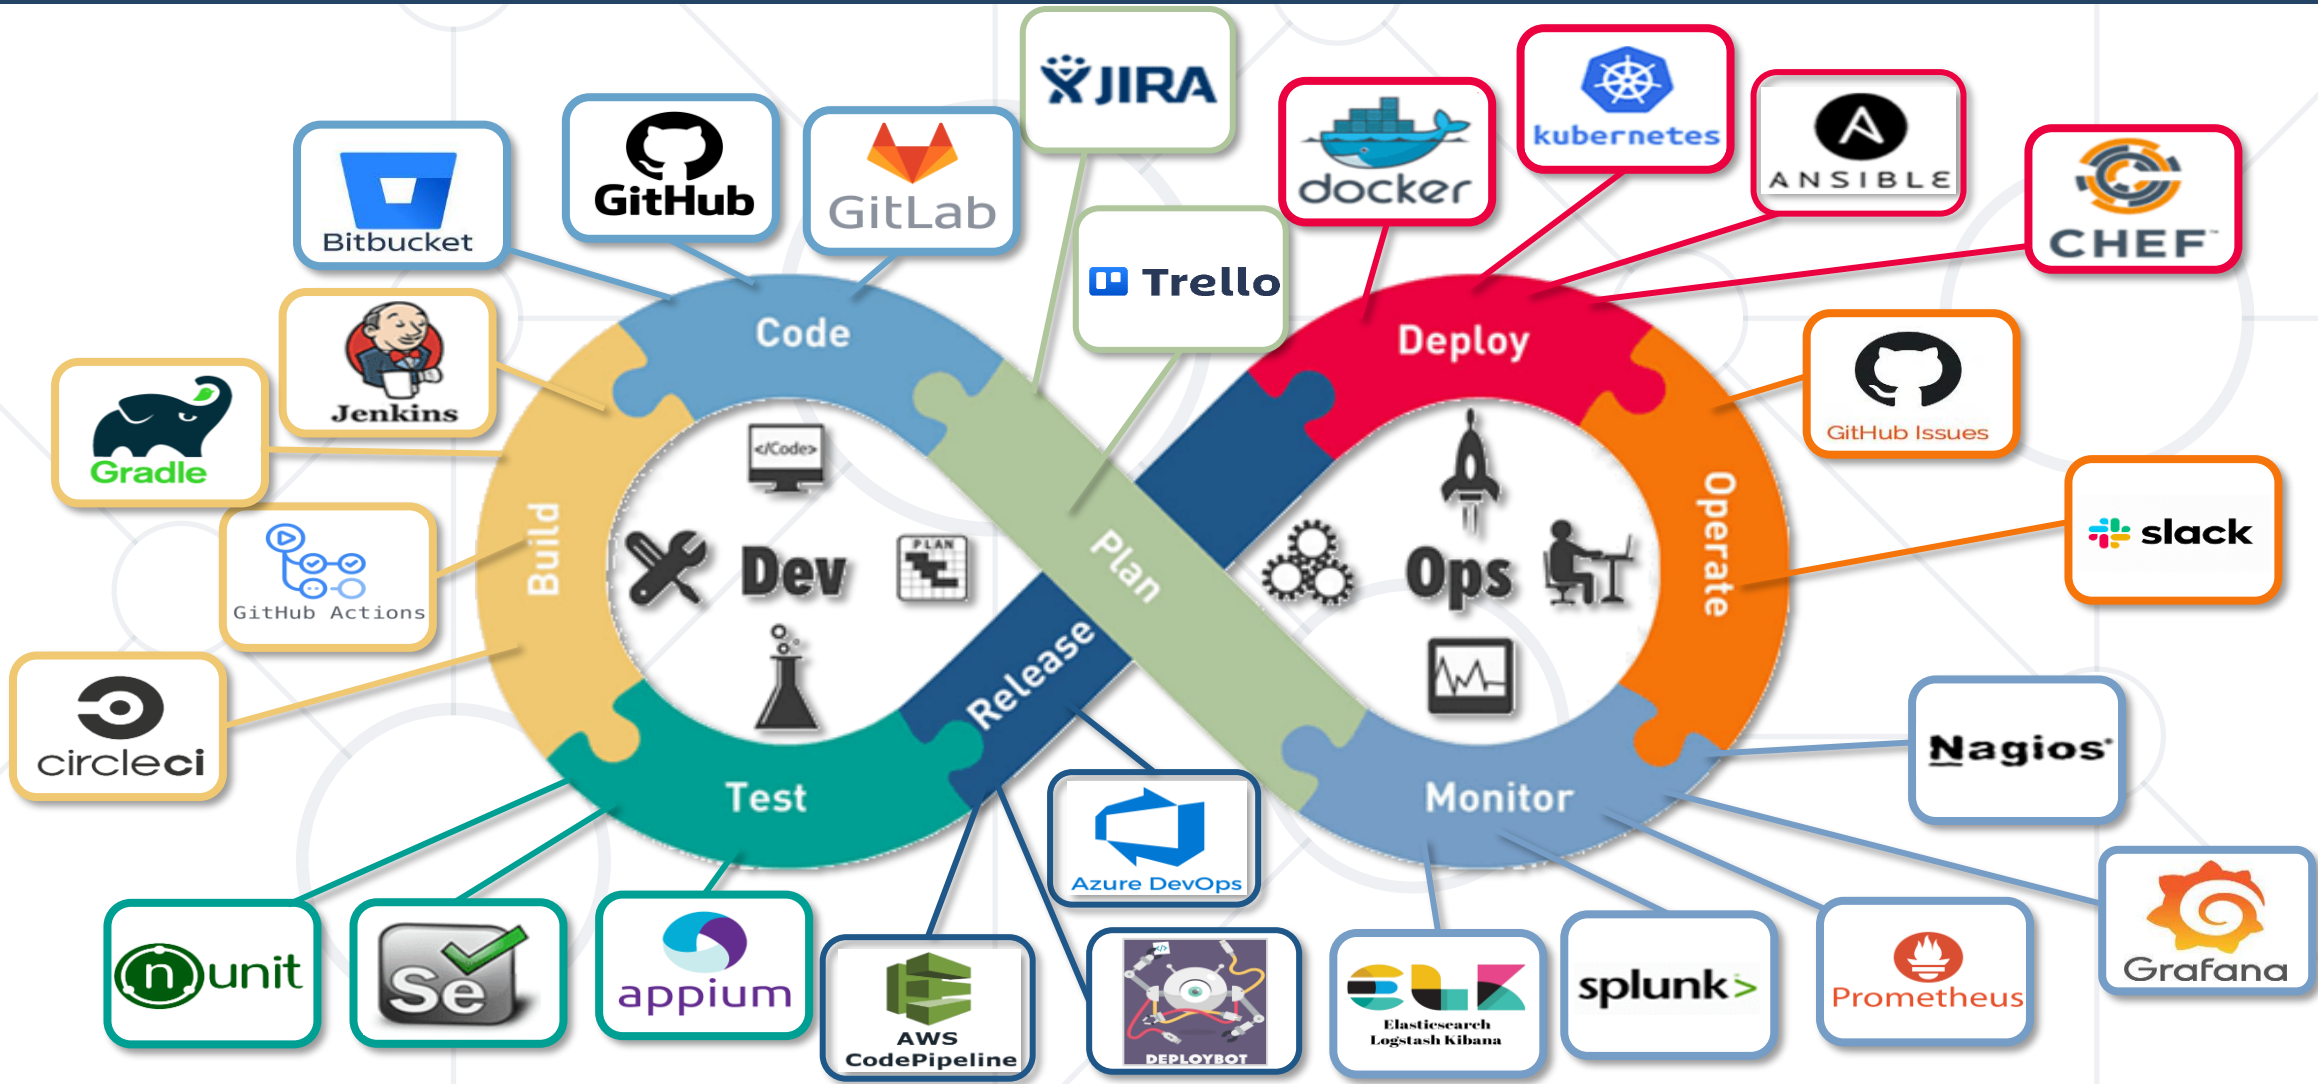 JIRA
docker
kubernetes
ANSIBLE
CHEF
Bitbucket
GitHub
GitLab
Trello
Jenkins
Gradle
GitHub Actions
circleci
Code
Build
Test
Release
Plan
Deploy
Operate
Monitor
</Code>
Dev
PLAN
Ops
GitHub Issues
slack
Nagios®
Grafana
Prometheus
splunk>
ELK
Elasticsearch
Logstash Kibana
</>
DEPLOYBOT
Azure DevOps
AWS
CodePipeline
appium
Se
nunit